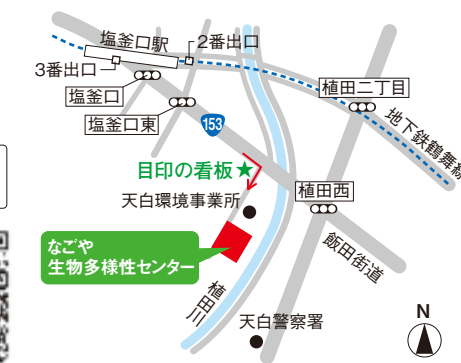 塩釜口駅
2番出口
3番出口
塩釜口
塩釜口東
153
植田二丁目
地下鉄鶴舞線
目印の看板★
植田西
天白環境事業所
飯田街道
なごや
生物多様性センター
植田川
天白警察署
N